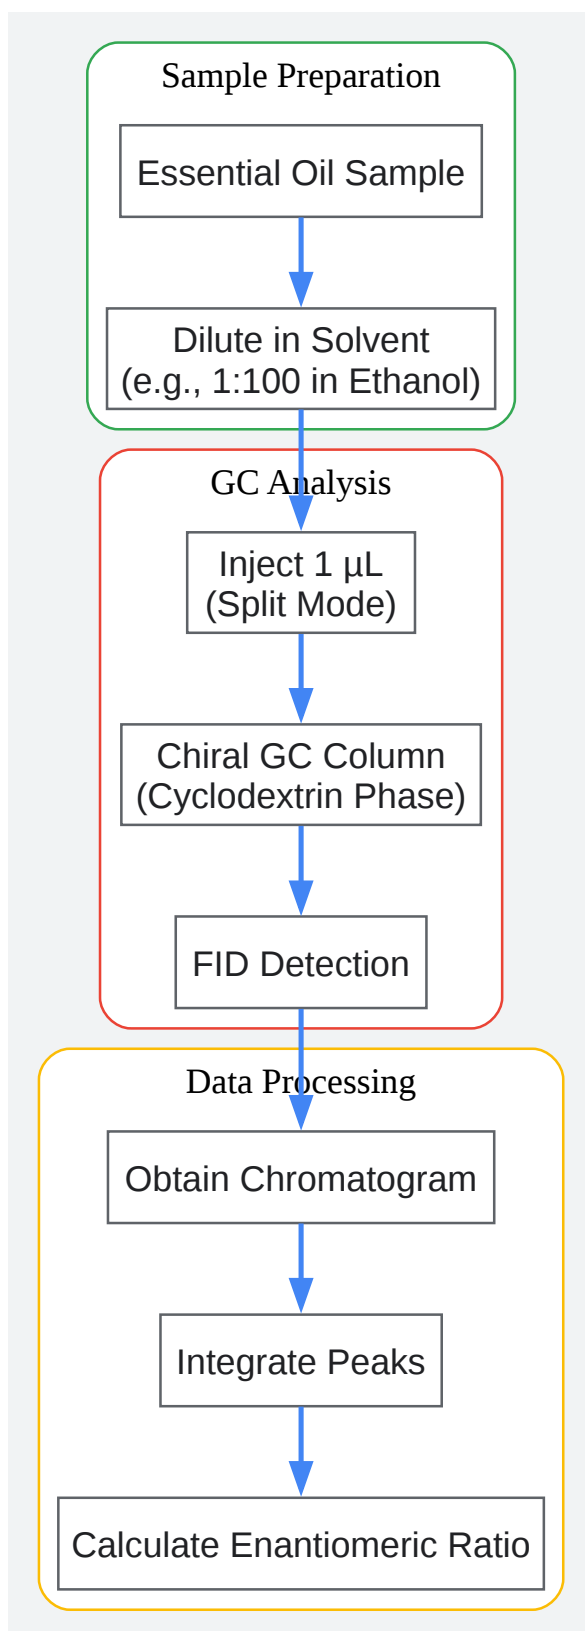 Sample Preparation
Essential Oil Sample
Dilute in Solvent
(e.g., 1:100 in Ethanol)
GC Analysis
Inject 1 µL
(Split Mode)
Chiral GC Column
(Cyclodextrin Phase)
FID Detection
Data Processing
Obtain Chromatogram
Integrate Peaks
Calculate Enantiomeric Ratio